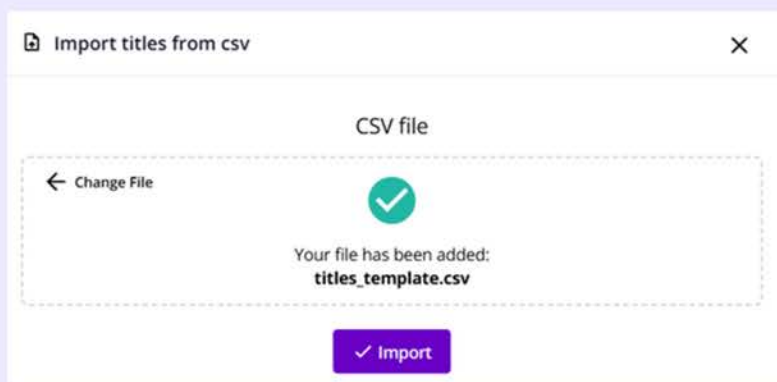 Import titles from csv
CSV file
Change File
Your file has been added:
titles_template.csv
Import